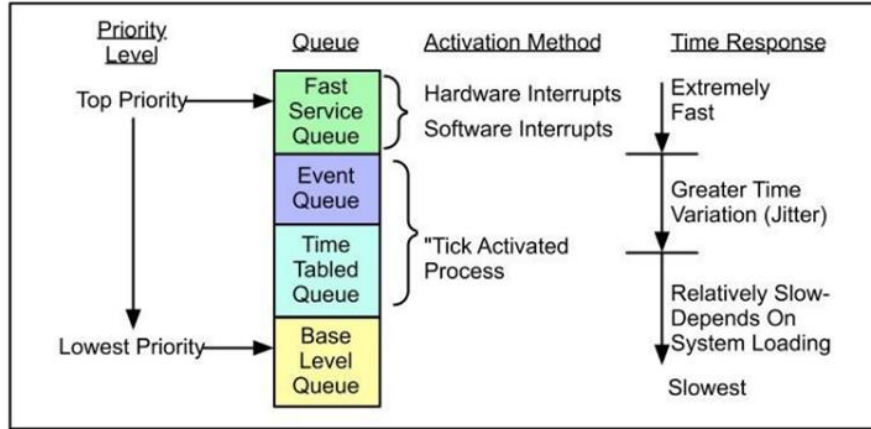 Priority
Level
Queue
Activation Method
Time Response
Top Priority
Fast
Service
Queue
Hardware Interrupts
Software Interrupts
Extremely
Fast
Event
Queue
Greater Time
Variation (Jitter)
Time
Tabled
Queue
"Tick Activated
Process
Relatively Slow-
Depends On
System Loading
Lowest Priority
Base
Level
Queue
Slowest